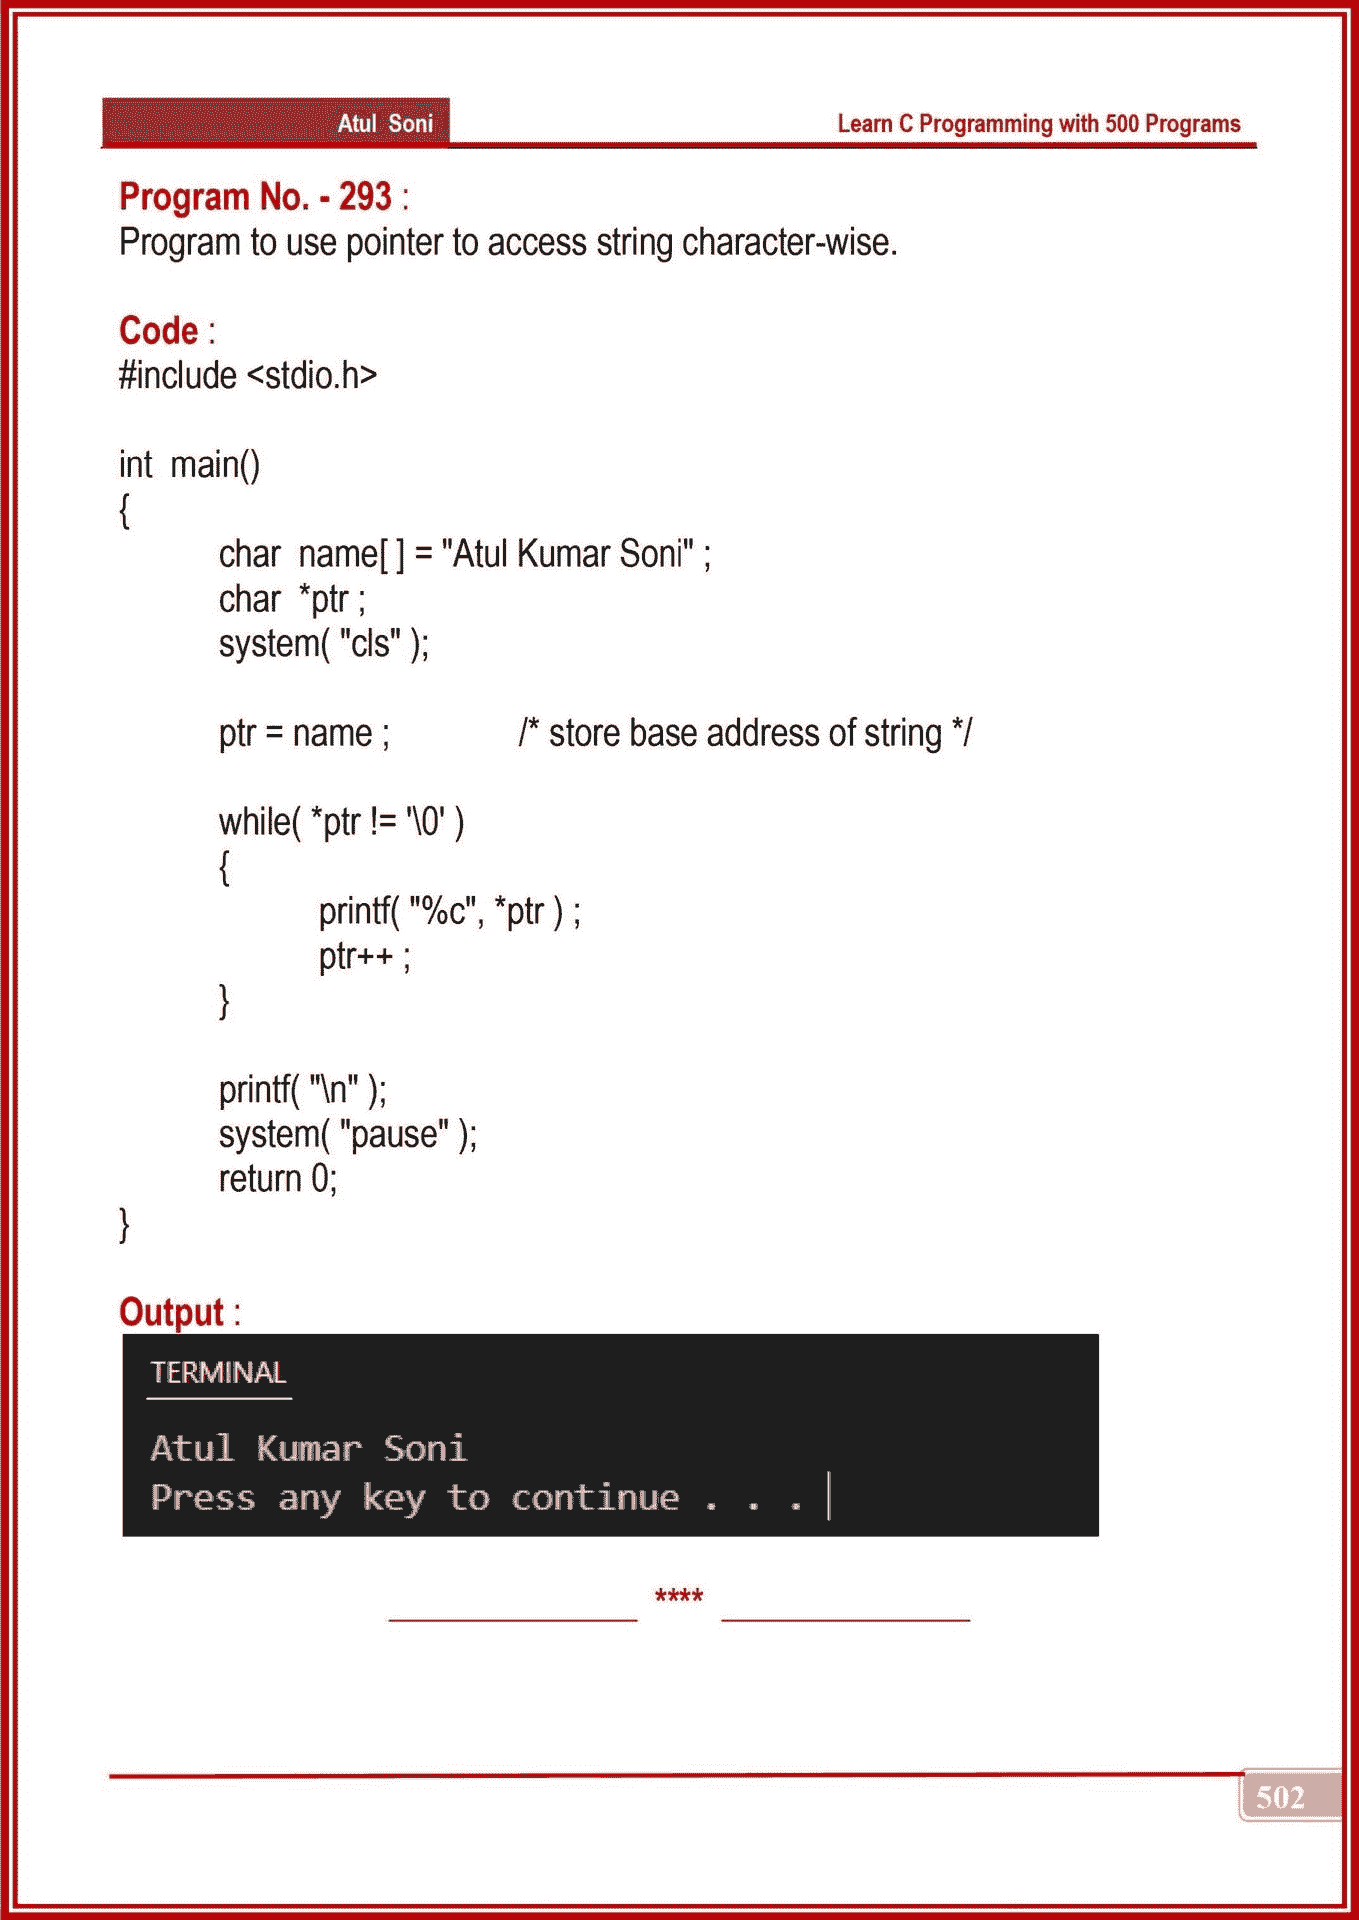 Atul Soni
Learn C Programming with 500 Programs
Program No. - 293 :
Program to use pointer to access string character-wise.
Code :
#include <stdio.h>
int main()
{
char name[ ] = "Atul Kumar Soni" ;
char *ptr ;
system( "cls" );
ptr = name ; /* store base address of string */
while( *ptr != '\0' )
{
printf( "%c", *ptr ) ;
ptr++ ;
}
printf( "\n" );
system( "pause" );
return 0;
}
Output :
TERMINAL
Atul Kumar Soni
Press any key to continue . . .
****
502